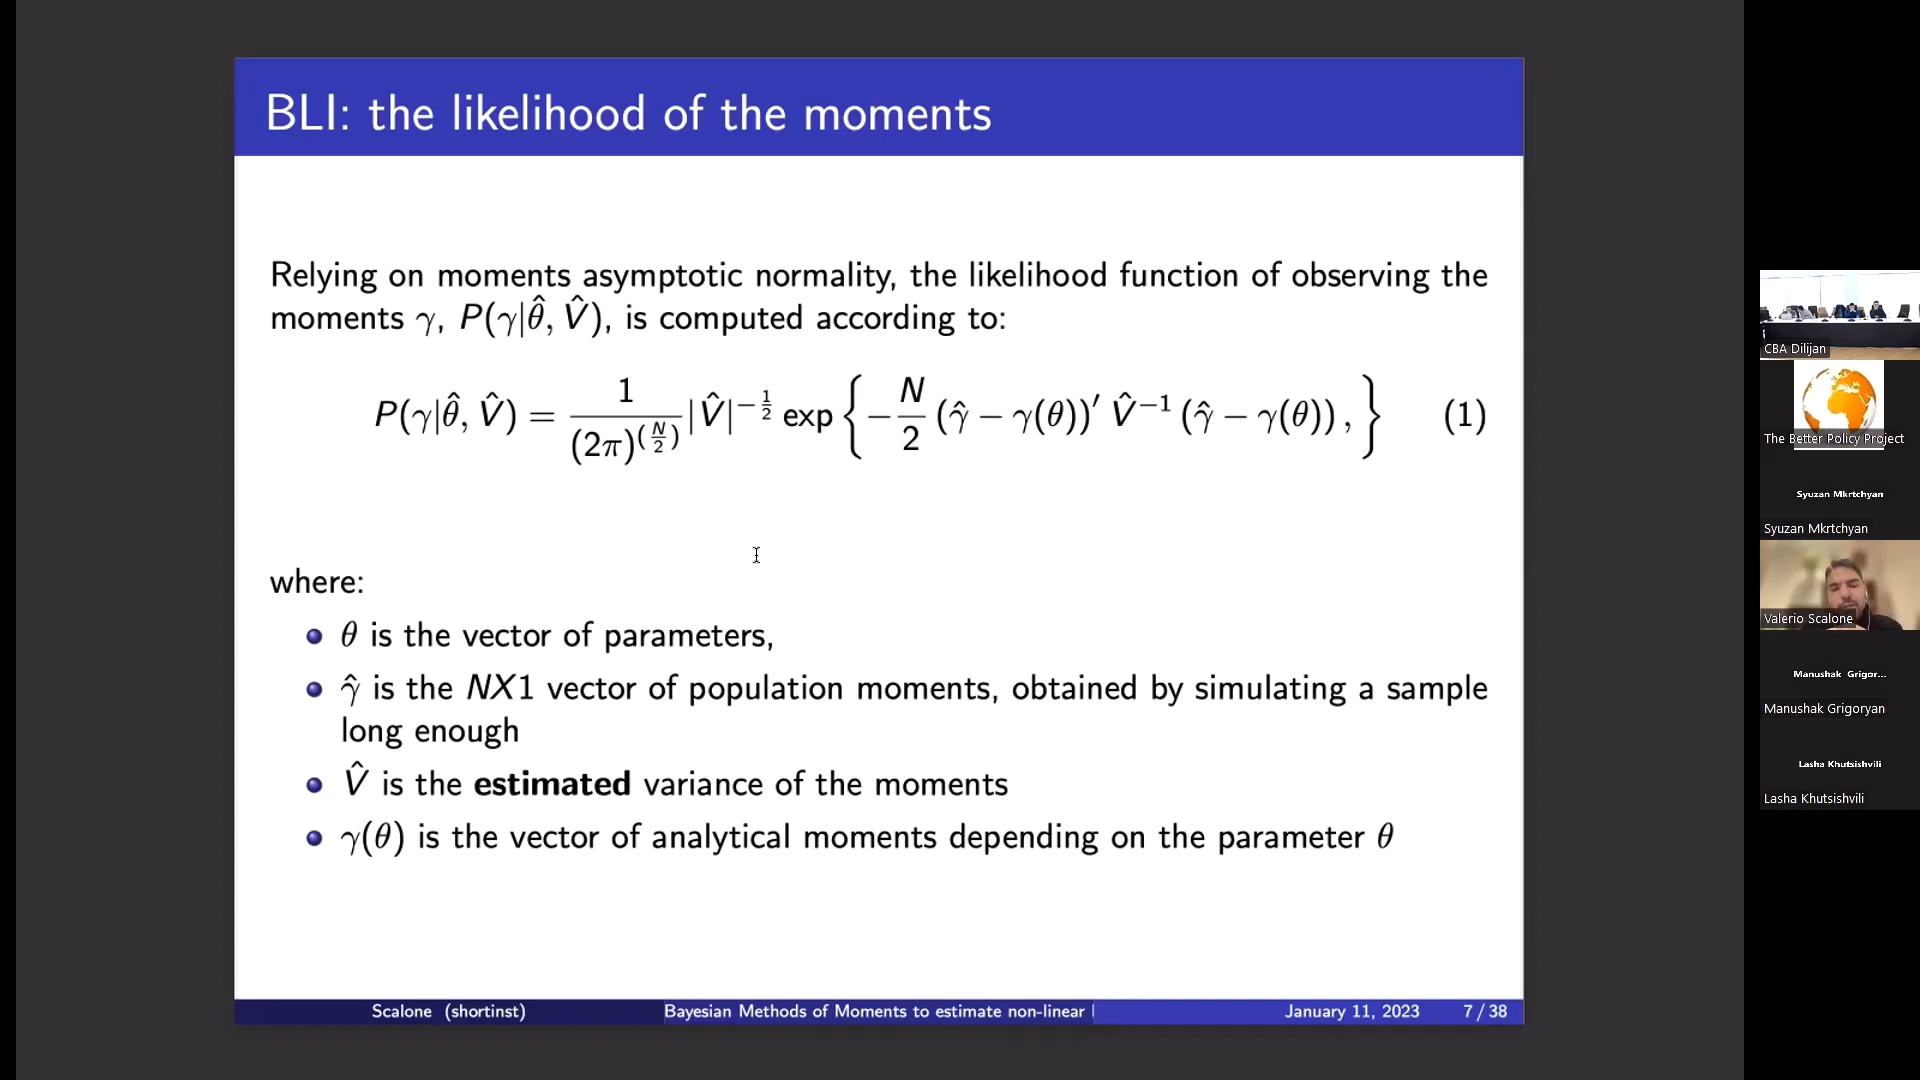 BLI: the likelihood of the moments
Relying on moments asymptotic normality, the likelihood function of observing the
moments γ, P(γ|θ̂, V̂), is computed according to:
P(γ|θ̂, V̂) = 1/(2π)^(N/2) |V̂|^(−1/2) exp { −N/2 (γ̂ − γ(θ))′ V̂^(−1) (γ̂ − γ(θ)) , } (1)
where:
θ is the vector of parameters,
γ̂ is the NX1 vector of population moments, obtained by simulating a sample
long enough
V̂ is the estimated variance of the moments
γ(θ) is the vector of analytical moments depending on the parameter θ
Scalone (shortinst) Bayesian Methods of Moments to estimate non-linear January 11, 2023 7 / 38
CBA Dilijan
The Better Policy Project
Syuzan Mkrtchyan
Syuzan Mkrtchyan
Valerio Scalone
Manushak Grigor...
Manushak Grigoryan
Lasha Khutsishvili
Lasha Khutsishvili